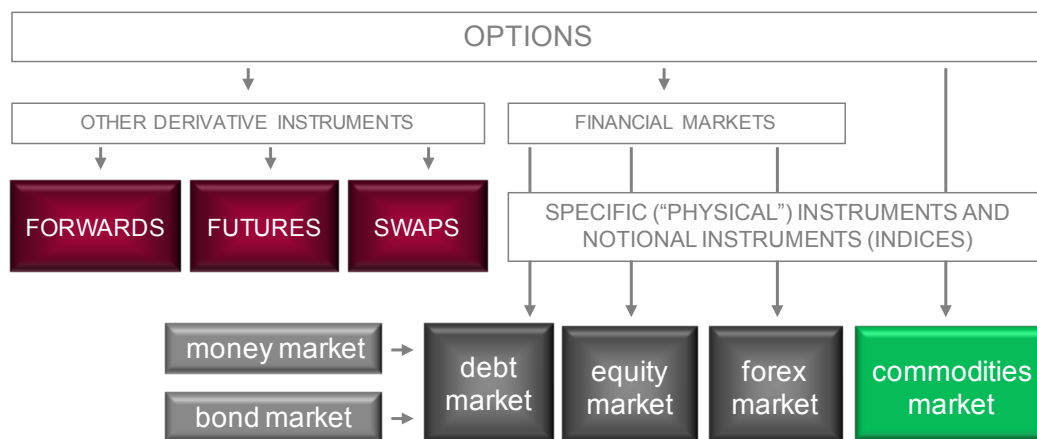 OPTIONS
OTHER DERIVATIVE INSTRUMENTS
FINANCIAL MARKETS
FORWARDS
FUTURES
SWAPS
SPECIFIC (“PHYSICAL”) INSTRUMENTS AND
NOTIONAL INSTRUMENTS (INDICES)
money market
bond market
debt
market
equity
market
forex
market
commodities
market